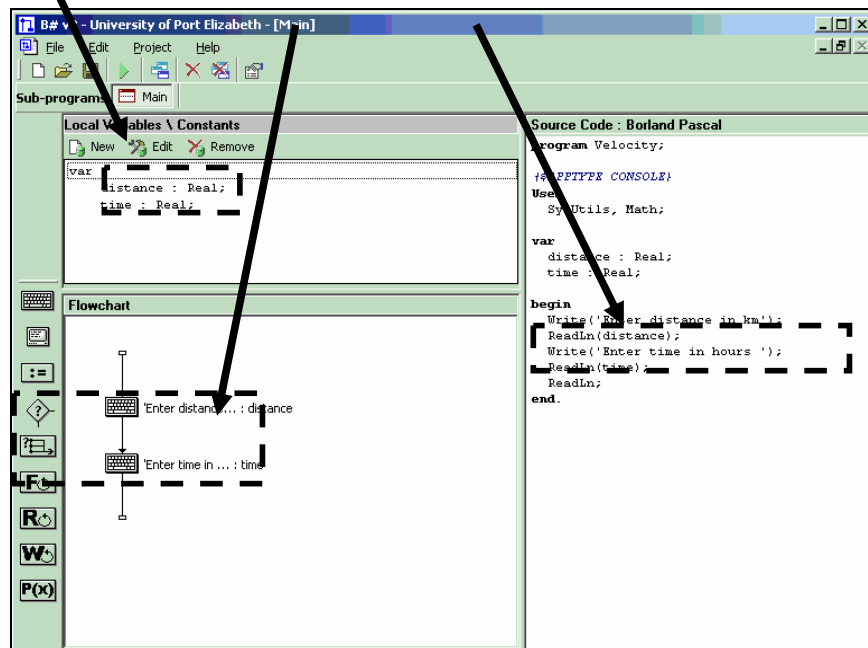 B# v - University of Port Elizabeth - [Main]
File Edit Project Help
Sub-programs Main
Local Variables \ Constants
New Edit Remove
var
distance : Real;
time : Real;
Flowchart
'Enter distance... : distance
'Enter time in ... : time
:=
?
?
F
R
W
P(x)
Source Code : Borland Pascal
program Velocity;
{$APPTYPE CONSOLE}
Uses
SysUtils, Math;
var
distance : Real;
time : Real;
begin
Write('Enter distance in km');
ReadLn(distance);
Write('Enter time in hours ');
ReadLn(time);
ReadLn;
end.